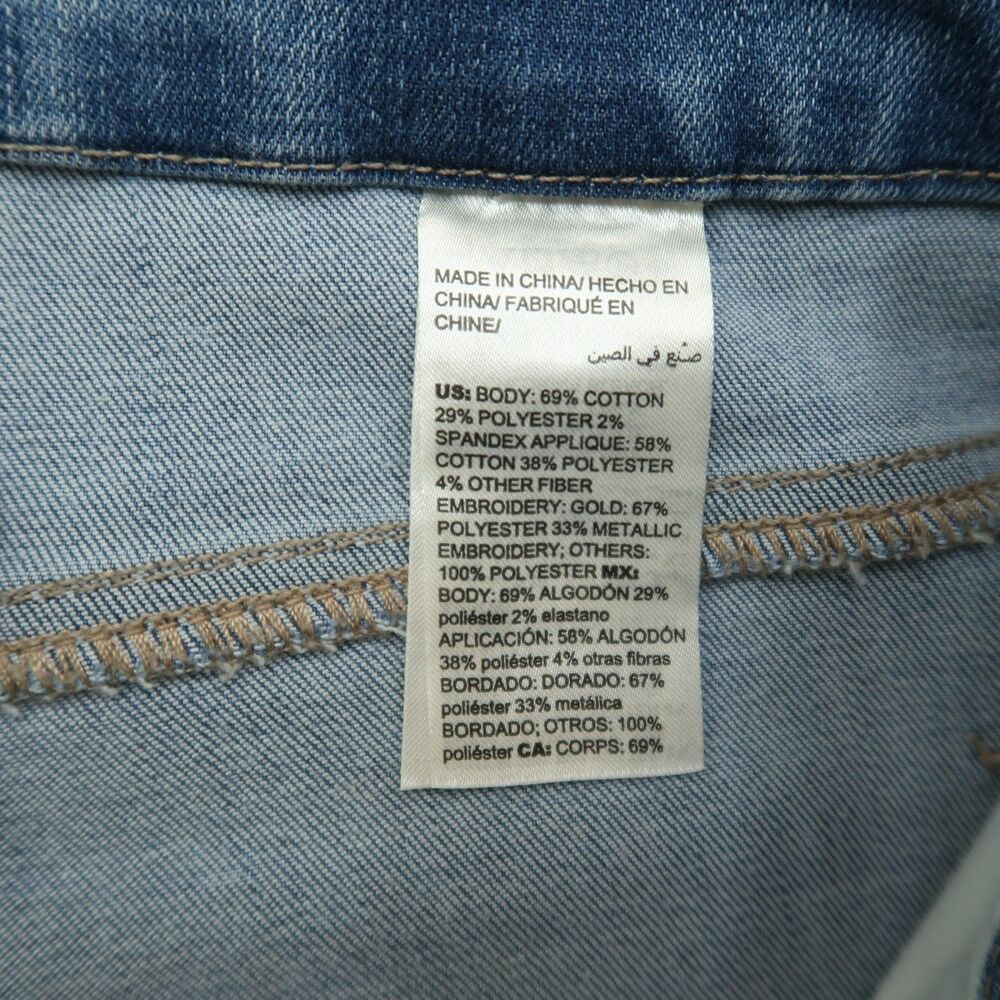 MADE IN CHINA/ HECHO EN
CHINA/ FABRIQUÉ EN
CHINE/
صنع في الصين
US: BODY: 69% COTTON
29% POLYESTER 2%
SPANDEX APPLIQUE: 58%
COTTON 38% POLYESTER
4% OTHER FIBER
EMBROIDERY: GOLD: 67%
POLYESTER 33% METALLIC
EMBROIDERY; OTHERS:
100% POLYESTER MX:
BODY: 69% ALGODÓN 29%
poliéster 2% elastano
APLICACIÓN: 58% ALGODÓN
38% poliéster 4% otras fibras
BORDADO: DORADO: 67%
poliéster 33% metálica
BORDADO; OTROS: 100%
poliéster CA: CORPS: 69%